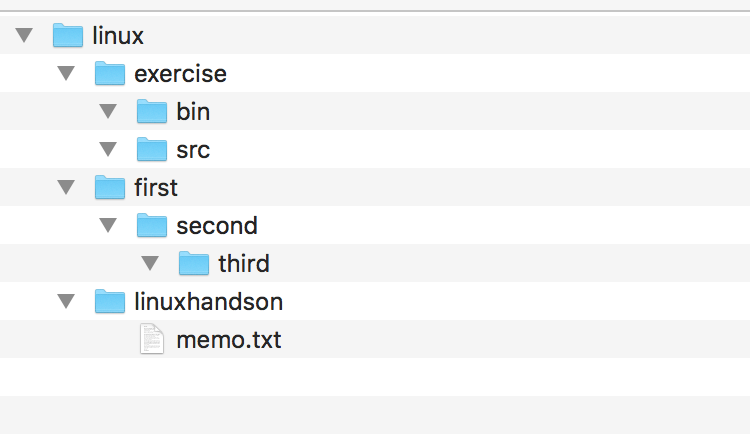 linux
exercise
bin
src
first
second
third
linuxhandson
memo.txt